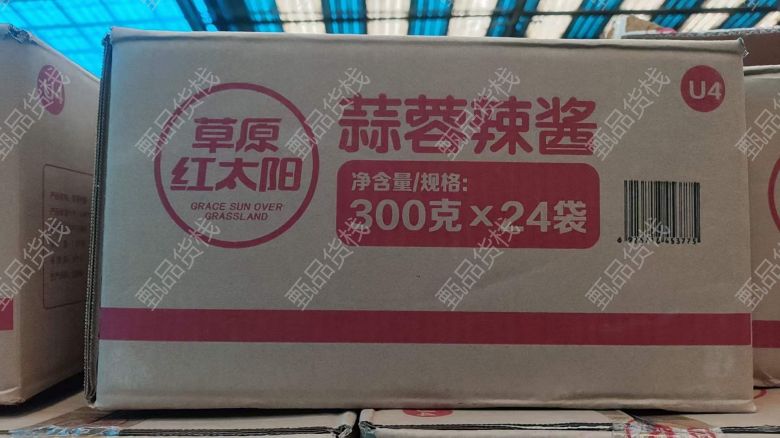 草原
红太阳
GRACE SUN OVER
GRASSLAND
蒜蓉辣酱
净含量/规格:
300克×24袋
U4
甄品货栈